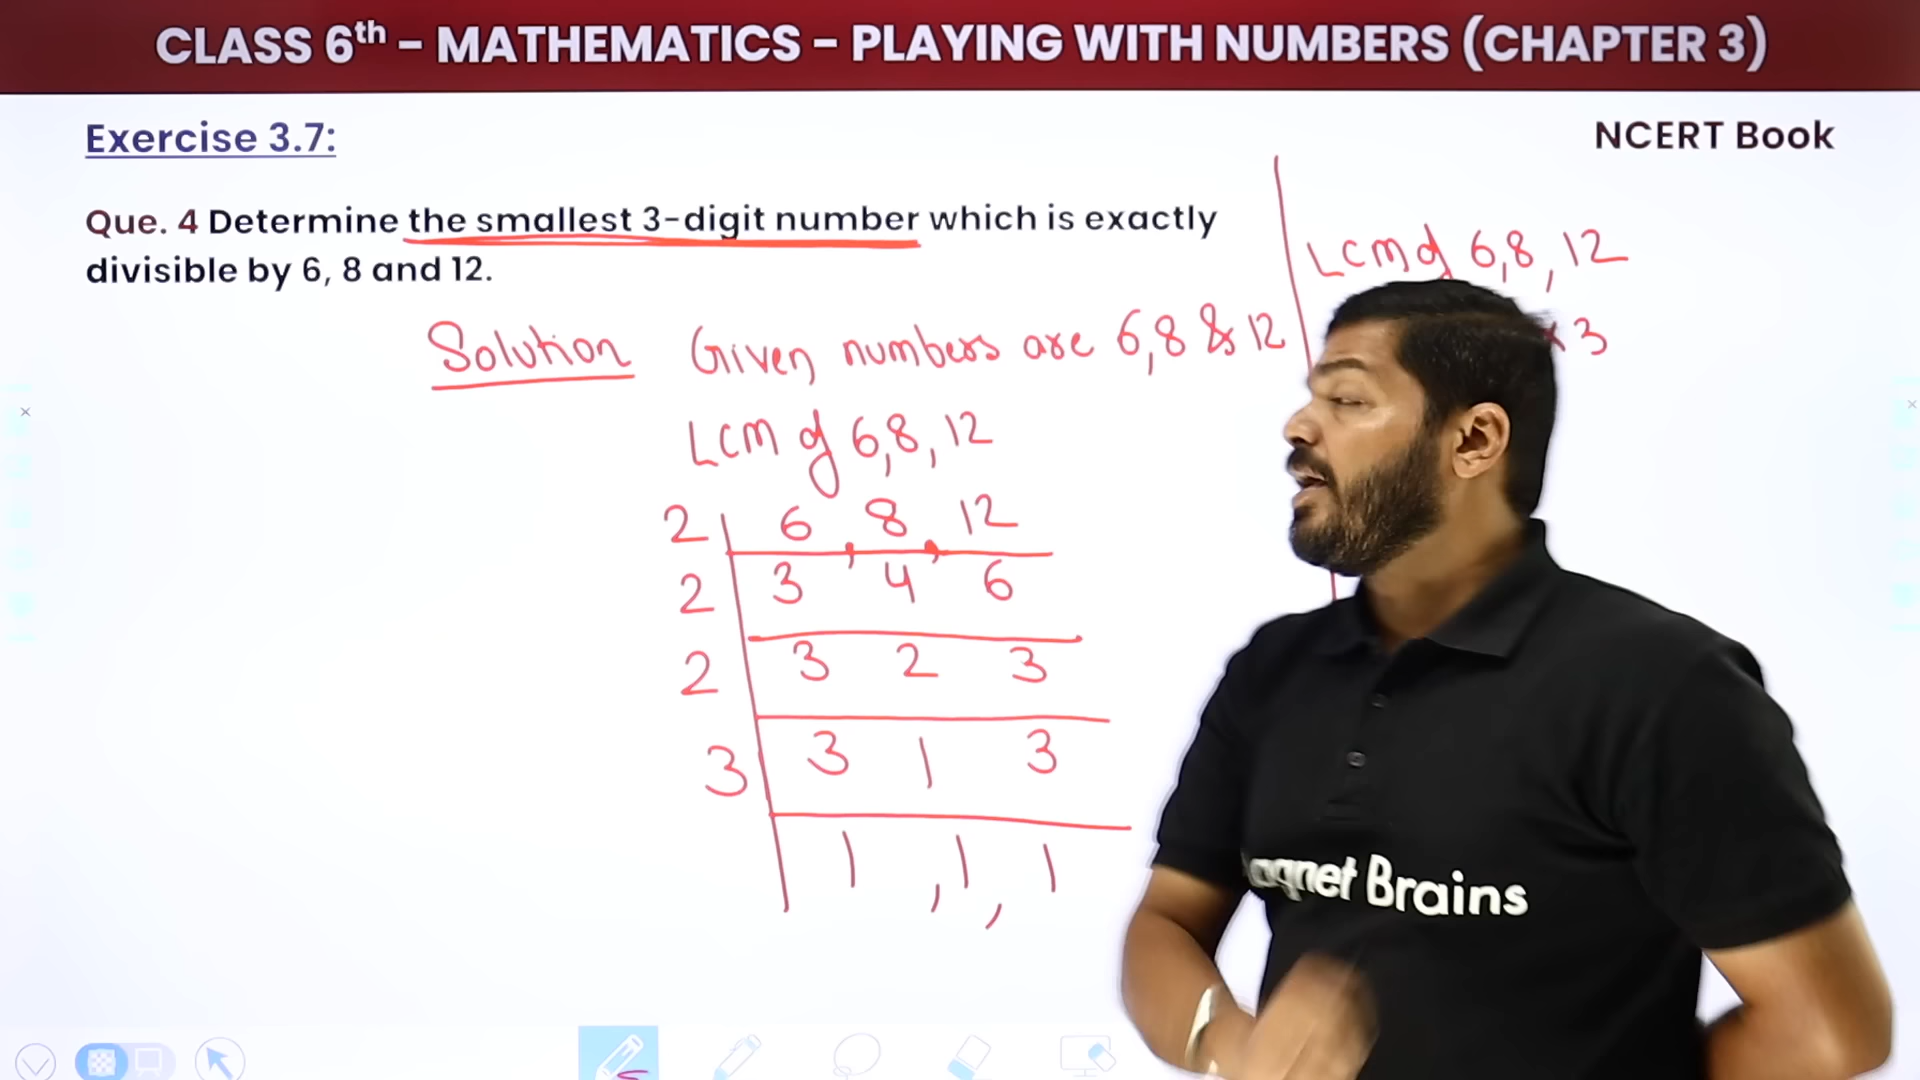 CLASS 6th – MATHEMATICS – PLAYING WITH NUMBERS (CHAPTER 3)
Exercise 3.7:
NCERT Book
Que. 4 Determine the smallest 3-digit number which is exactly
divisible by 6, 8 and 12.
Solution Given numbers are 6,8 & 12
LCM of 6,8,12
2 6, 8, 12
2 3 4 6
2 3 2 3
3 3 1 3
1 ,1, 1
LCM of 6,8,12
× 3
Brains